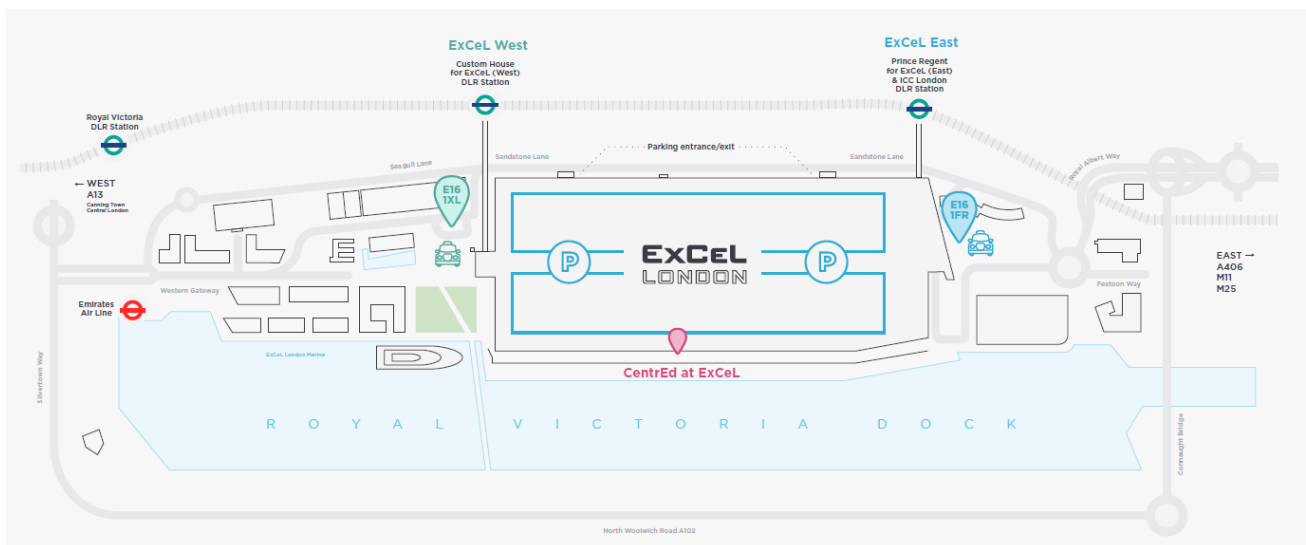 ExCeL West
Custom House
for ExCeL (West)
DLR Station
ExCeL East
Prince Regent
for ExCeL (East)
& ICC London
DLR Station
Royal Victoria
DLR Station
← WEST
A13
Canning Town
Central London
Seagull Lane
Sandstone Lane
Parking entrance/exit
Sandstone Lane
Royal Albert Way
E16
1XL
E16
1FR
P
ExCeL
LONDON
P
EAST →
A406
M11
M25
Western Gateway
Festoon Way
Emirates
Air Line
ExCeL London Marina
CentrEd at ExCeL
Silvertown Way
ROYAL VICTORIA DOCK
Connaught Bridge
North Woolwich Road A102